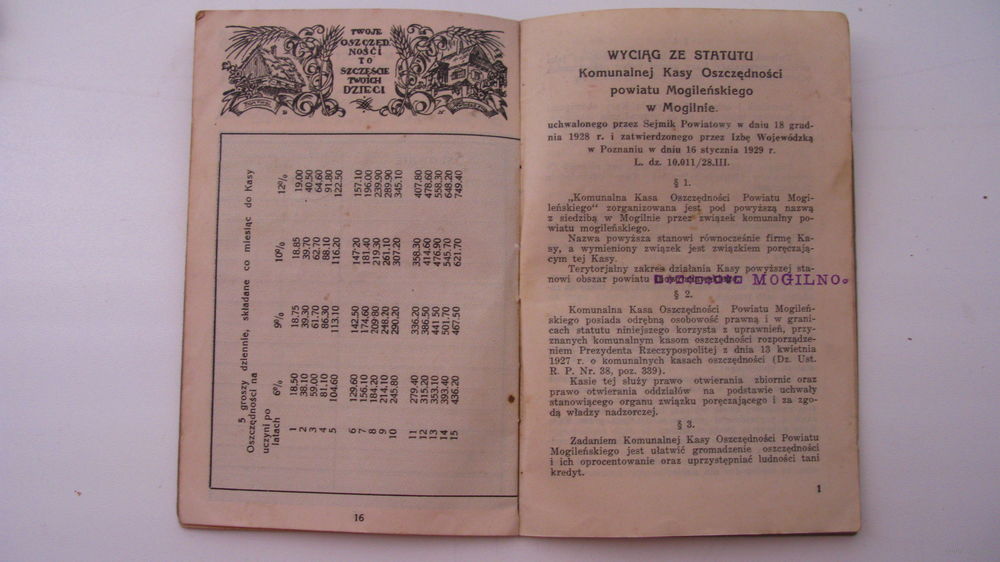 TWOJE
OSZCZĘD
NOŚCI
TO
SZCZĘŚCIE
TWOICH
DZIECI
5 groszy dziennie, składane co miesiąc do Kasy
Oszczędności na
uczyni po
latach 6% 9% 10% 12%
1 18.50 18.75 18.85 19.00
2 38.10 39.30 39.70 40.50
3 59.00 61.70 62.70 64.60
4 81.10 86.30 88.10 91.80
5 104.60 113.10 116.20 122.50
6 129.60 142.50 147.20 157.10
7 156.10 174.60 181.40 196.00
8 184.20 209.80 219.30 239.90
9 214.10 248.20 261.10 289.90
10 245.80 290.20 307.20 345.10
11 279.40 336.20 358.30 407.80
12 315.20 386.50 414.60 478.60
13 353.10 441.50 476.90 558.30
14 393.40 501.70 545.70 648.20
15 436.20 467.50 621.70 749.40
16
WYCIĄG ZE STATUTU
Komunalnej Kasy Oszczędności
powiatu Mogileńskiego
w Mogilnie.
uchwalonego przez Sejmik Powiatowy w dniu 18 grud-
nia 1928 r. i zatwierdzonego przez Izbę Wojewódzką
w Poznaniu w dniu 16 stycznia 1929 r.
L. dz. 10.011/28.III.
§ 1.
„Komunalna Kasa Oszczędności Powiatu Mogi-
leńskiego" zorganizowana jest pod powyższą nazwą
z siedzibą w Mogilnie przez związek komunalny po-
wiatu mogileńskiego.
Nazwa powyższa stanowi równocześnie firmę Ka-
sy, a wymieniony związek jest związkiem poręczają-
cym tej Kasy.
Terytorjalny zakres działania Kasy powyższej sta-
nowi obszar powiatu MOGILNO.
§ 2.
Komunalna Kasa Oszczędności Powiatu Mogileń-
skiego posiada odrębną osobowość prawną i w grani-
cach statutu niniejszego korzysta z uprawnień, przy-
znanych komunalnym kasom oszczędności rozporządze-
niem Prezydenta Rzeczypospolitej z dnia 13 kwietnia
1927 r. o komunalnych kasach oszczędności (Dz. Ust.
R. P. Nr. 38, poz. 339).
Kasie tej służy prawo otwierania zbiornic oraz
prawo otwierania oddziałów na podstawie uchwały
stanowiącego organu związku poręczającego i za zgo-
dą władzy nadzorczej.
§ 3.
Zadaniem Komunalnej Kasy Oszczędności Powiatu
Mogileńskiego jest ułatwić gromadzenie oszczędności
i ich oprocentowanie oraz uprzystępniać ludności tani
kredyt.
1